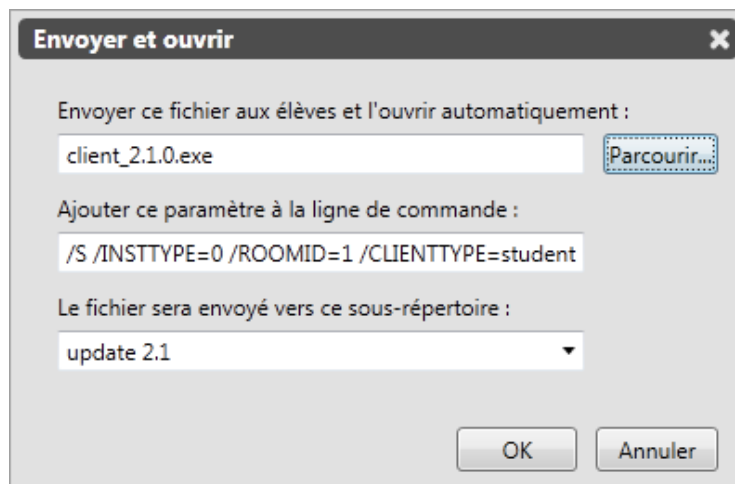 Envoyer et ouvrir
Envoyer ce fichier aux élèves et l'ouvrir automatiquement :
client_2.1.0.exe
Parcourir...
Ajouter ce paramètre à la ligne de commande :
/S /INSTTYPE=0 /ROOMID=1 /CLIENTTYPE=student
Le fichier sera envoyé vers ce sous-répertoire :
update 2.1
OK
Annuler